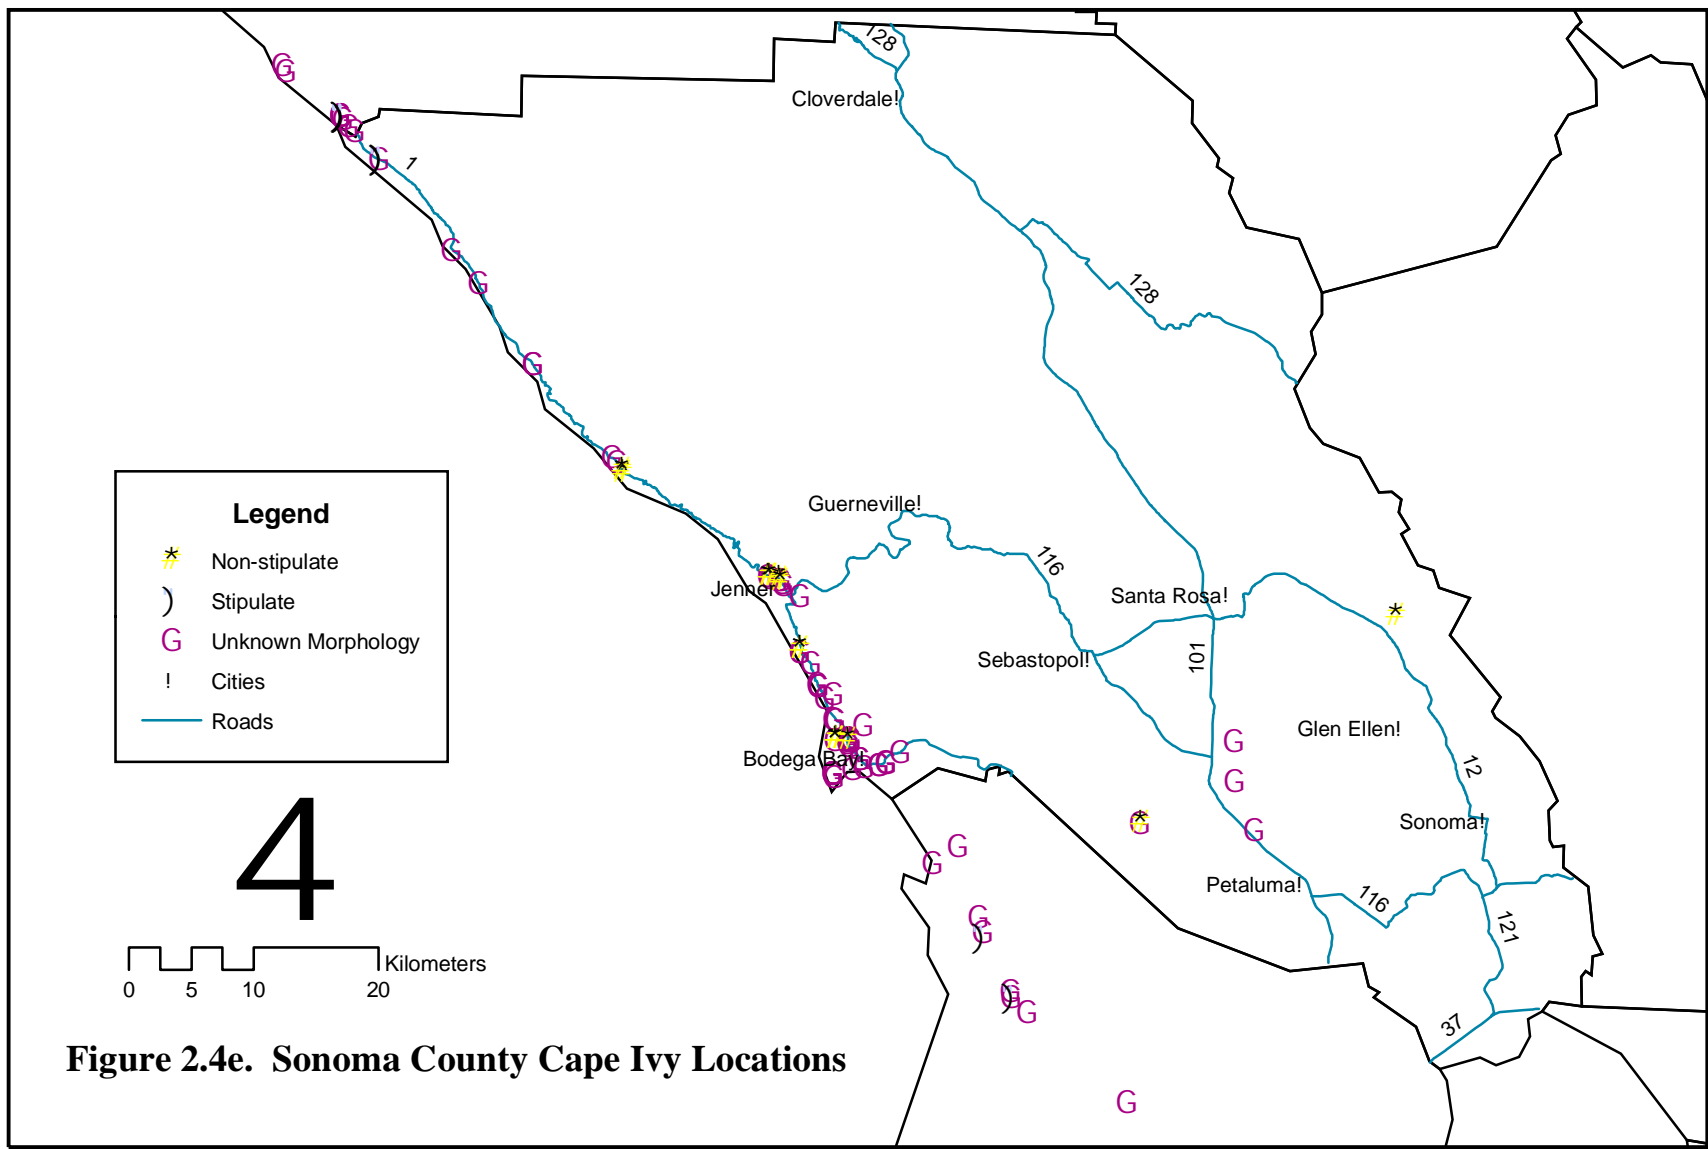 128
Cloverdale!
1
128
Guerneville!
116
Legend
Non-stipulate
Stipulate
G Unknown Morphology
! Cities
Roads
Jenner
Santa Rosa!
Sebastopol!
101
Glen Ellen!
Bodega Bay!
12
Sonoma!
4
Petaluma!
116
121
Kilometers
0 5 10 20
37
Figure 2.4e. Sonoma County Cape Ivy Locations